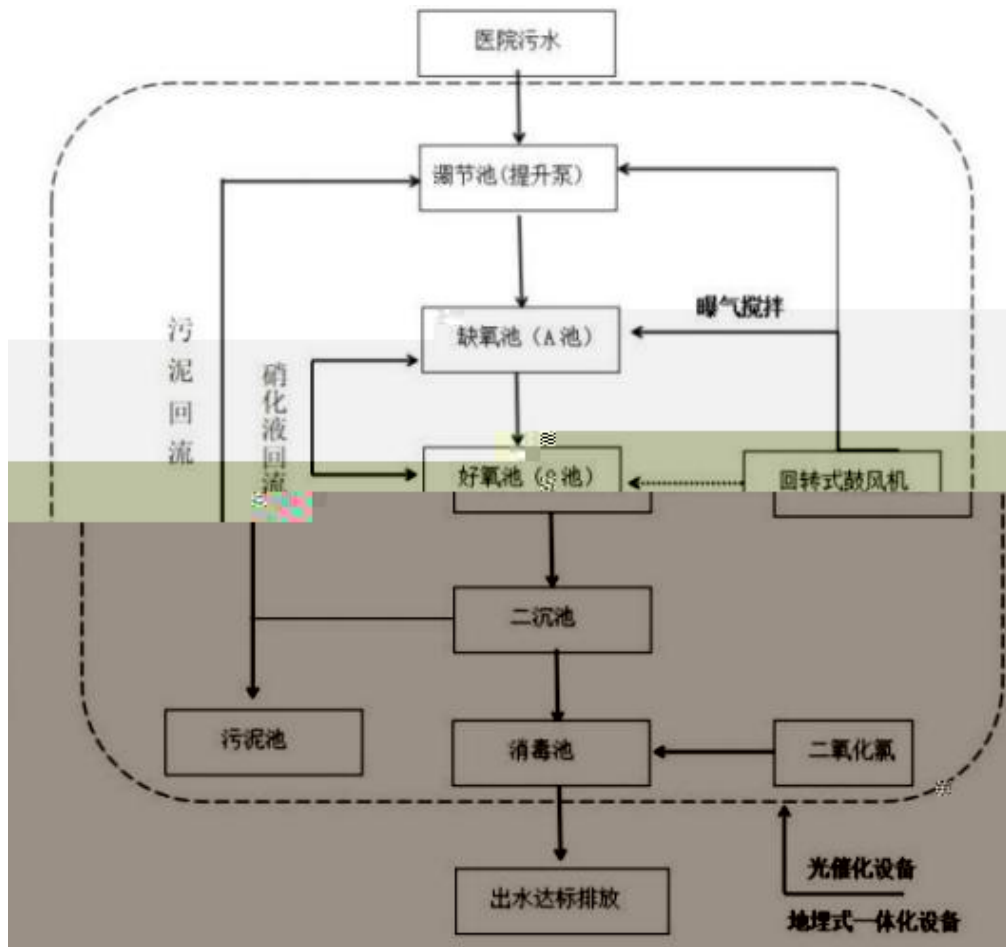 医院污水
调节池(提升泵)
缺氧池（A池）
曝气搅拌
污泥回流
硝化液回流
好氧池（O池）
回转式鼓风机
二沉池
污泥池
消毒池
二氧化氯
出水达标排放
光催化设备
地埋式一体化设备